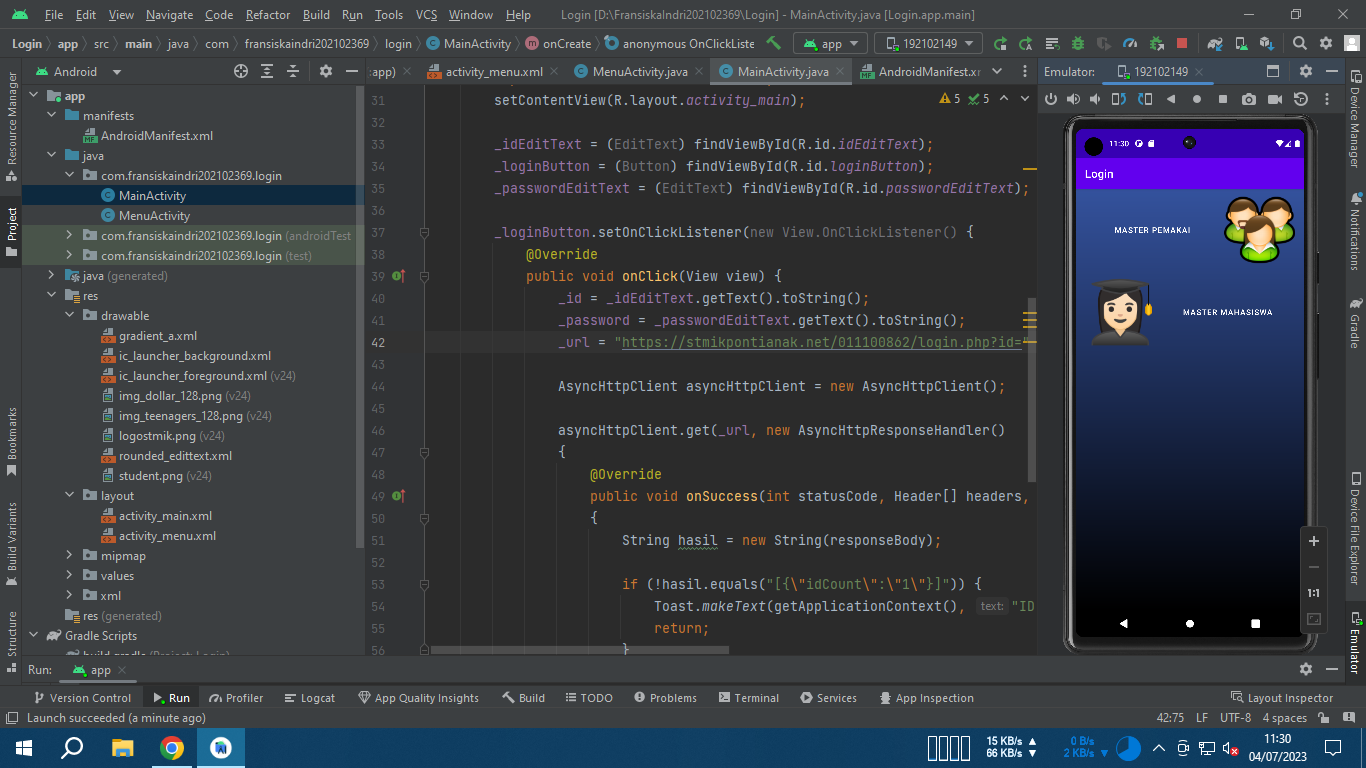 File Edit View Navigate Code Refactor Build Run Tools VCS Window Help Login [D:\FransiskaIndri202102369\Login] - MainActivity.java [Login.app.main]
Login app src main java com fransiskaindri202102369 login MainActivity onCreate anonymous OnClickListe app 192102149
Android
:app) activity_menu.xml MenuActivity.java MainActivity.java AndroidManifest.xr
Emulator: 192102149
Resource Manager
Project
Bookmarks
Build Variants
Structure
app
manifests
AndroidManifest.xml
java
com.fransiskaindri202102369.login
MainActivity
MenuActivity
com.fransiskaindri202102369.login (androidTest
com.fransiskaindri202102369.login (test)
java (generated)
res
drawable
gradient_a.xml
ic_launcher_background.xml
ic_launcher_foreground.xml (v24)
img_dollar_128.png (v24)
img_teenagers_128.png (v24)
logostmik.png (v24)
rounded_edittext.xml
student.png (v24)
layout
activity_main.xml
activity_menu.xml
mipmap
values
xml
res (generated)
Gradle Scripts
build.gradle (Project: Login)
5 5
31 setContentView(R.layout.activity_main);
32
33 _idEditText = (EditText) findViewById(R.id.idEditText);
34 _loginButton = (Button) findViewById(R.id.loginButton);
35 _passwordEditText = (EditText) findViewById(R.id.passwordEditText);
36
37 _loginButton.setOnClickListener(new View.OnClickListener() {
38 @Override
39 public void onClick(View view) {
40 _id = _idEditText.getText().toString();
41 _password = _passwordEditText.getText().toString();
42 _url = "https://stmikpontianak.net/011100862/login.php?id="
43
44 AsyncHttpClient asyncHttpClient = new AsyncHttpClient();
45
46 asyncHttpClient.get(_url, new AsyncHttpResponseHandler()
47 {
48 @Override
49 public void onSuccess(int statusCode, Header[] headers,
50 {
51 String hasil = new String(responseBody);
52
53 if (!hasil.equals("[{\"idCount\":\"1\"}]")) {
54 Toast.makeText(getApplicationContext(), text: "ID
55 return;
56 }
11:30
Login
MASTER PEMAKAI
MASTER MAHASISWA
1:1
Device Manager
Notifications
Gradle
Device File Explorer
Emulator
Run: app
Version Control Run Profiler Logcat App Quality Insights Build TODO Problems Terminal Services App Inspection Layout Inspector
Launch succeeded (a minute ago) 42:75 LF UTF-8 4 spaces
15 KB/s 0 B/s
66 KB/s 2 KB/s
11:30
04/07/2023